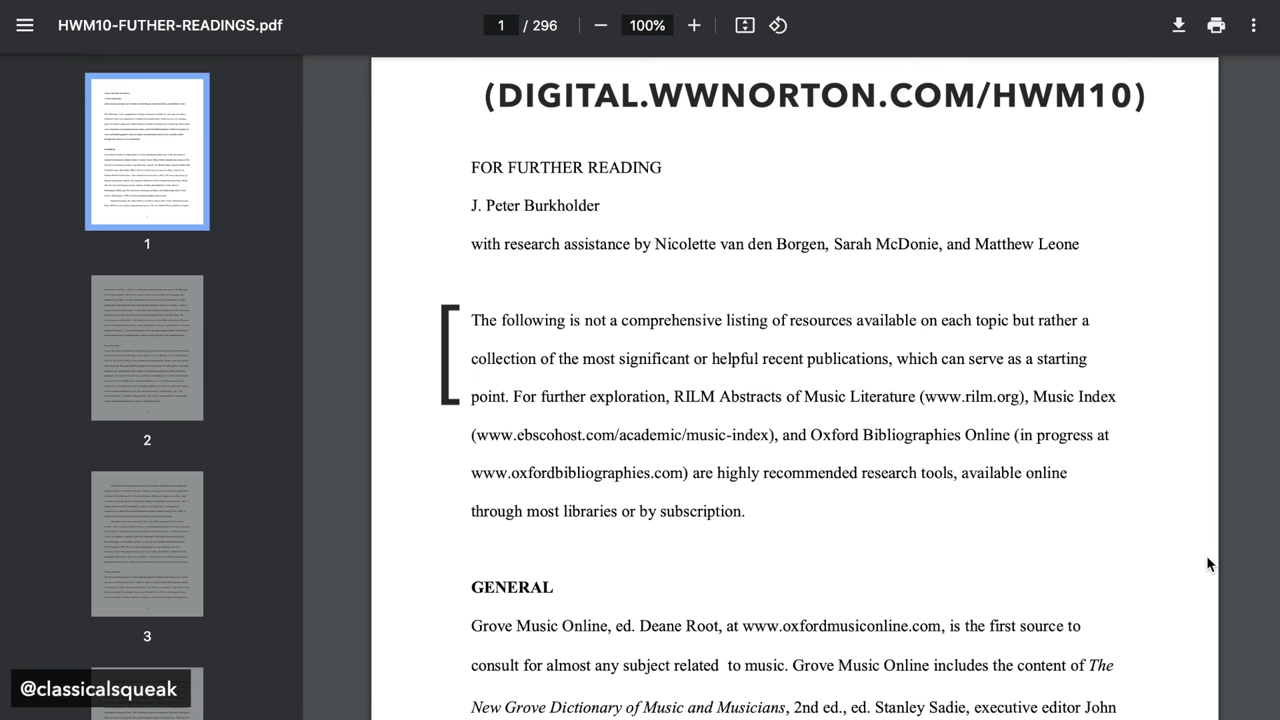 HWM10-FUTHER-READINGS.pdf
1 / 296
100%
(DIGITAL.WWNORTON.COM/HWM10)
FOR FURTHER READING
J. Peter Burkholder
with research assistance by Nicolette van den Borgen, Sarah McDonie, and Matthew Leone
The following is not a comprehensive listing of resources available on each topic but rather a
collection of the most significant or helpful recent publications, which can serve as a starting
point. For further exploration, RILM Abstracts of Music Literature (www.rilm.org), Music Index
(www.ebscohost.com/academic/music-index), and Oxford Bibliographies Online (in progress at
www.oxfordbibliographies.com) are highly recommended research tools, available online
through most libraries or by subscription.
GENERAL
Grove Music Online, ed. Deane Root, at www.oxfordmusiconline.com, is the first source to
consult for almost any subject related to music. Grove Music Online includes the content of The
New Grove Dictionary of Music and Musicians, 2nd ed., ed. Stanley Sadie, executive editor John
1
2
3
@classicalsqueak